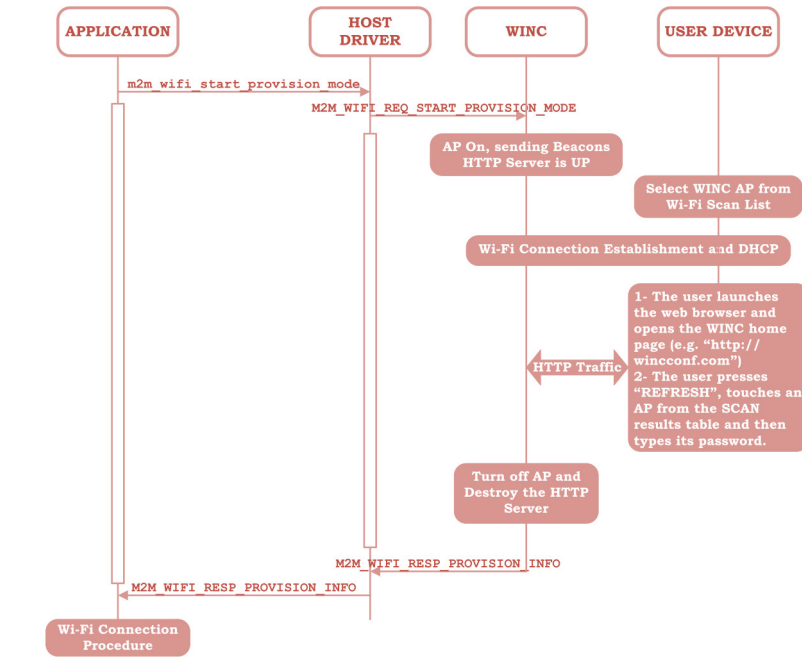 APPLICATION
HOST
DRIVER
WINC
USER DEVICE
m2m_wifi_start_provision_mode
M2M_WIFI_REQ_START_PROVISION_MODE
AP On, sending Beacons
HTTP Server is UP
Select WINC AP from
Wi-Fi Scan List
Wi-Fi Connection Establishment and DHCP
1- The user launches
the web browser and
opens the WINC home
page (e.g. “http://
wincconf.com”)
2- The user presses
“REFRESH”, touches an
AP from the SCAN
results table and then
types its password.
HTTP Traffic
Turn off AP and
Destroy the HTTP
Server
M2M_WIFI_RESP_PROVISION_INFO
M2M_WIFI_RESP_PROVISION_INFO
Wi-Fi Connection
Procedure